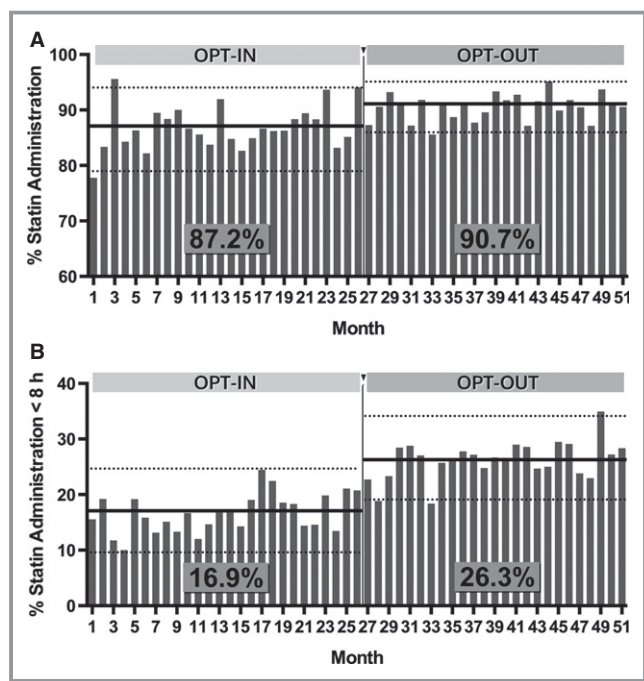 A
OPT-IN
OPT-OUT
% Statin Administration
100
90
80
70
60
87.2%
90.7%
1 3 5 7 9 11 13 15 17 19 21 23 25 27 29 31 33 35 37 39 41 43 45 47 49 51
Month
B
OPT-IN
OPT-OUT
% Statin Administration < 8 h
40
30
20
10
0
16.9%
26.3%
1 3 5 7 9 11 13 15 17 19 21 23 25 27 29 31 33 35 37 39 41 43 45 47 49 51
Month